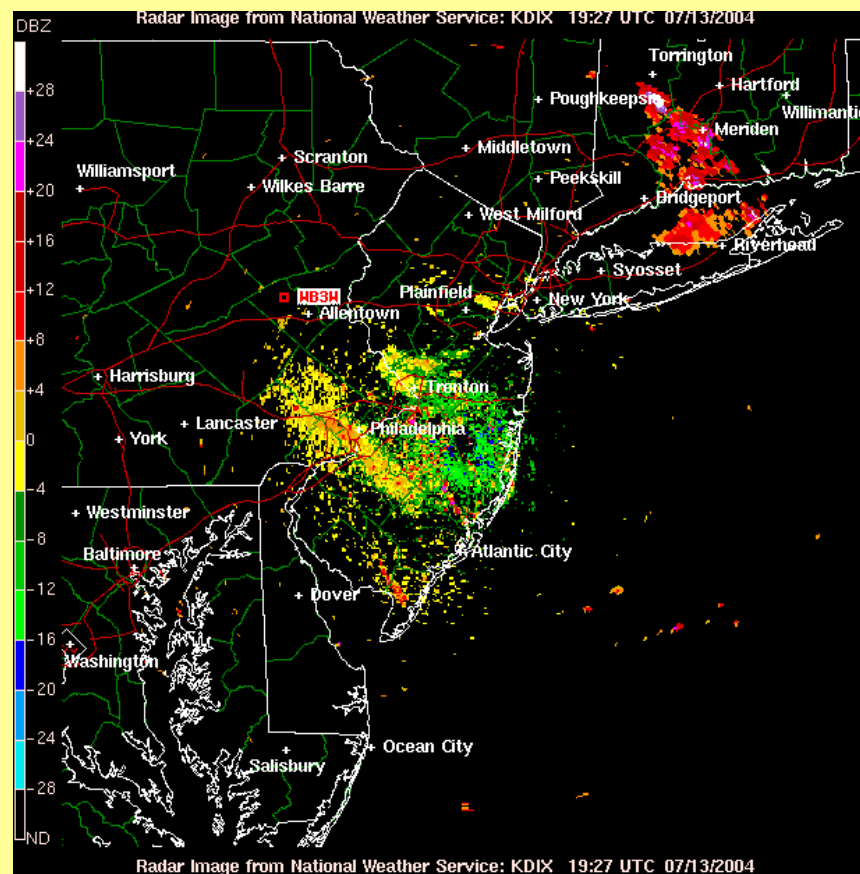 Radar Image from National Weather Service: KDIX 19:27 UTC 07/13/2004
DBZ
+28
+24
+20
+16
+12
+8
+4
0
-4
-8
-12
-16
-20
-24
-28
ND
Torrington
Hartford
Poughkeepsie
Willimantic
Meriden
Middletown
Scranton
Williamsport
Wilkes Barre
Peekskill
Bridgeport
West Milford
Riverhead
Syosset
WB3W
Plainfield
New York
Allentown
Harrisburg
Trenton
Lancaster
Philadelphia
York
Westminster
Baltimore
Atlantic City
Dover
Washington
Ocean City
Salisbury
Radar Image from National Weather Service: KDIX 19:27 UTC 07/13/2004